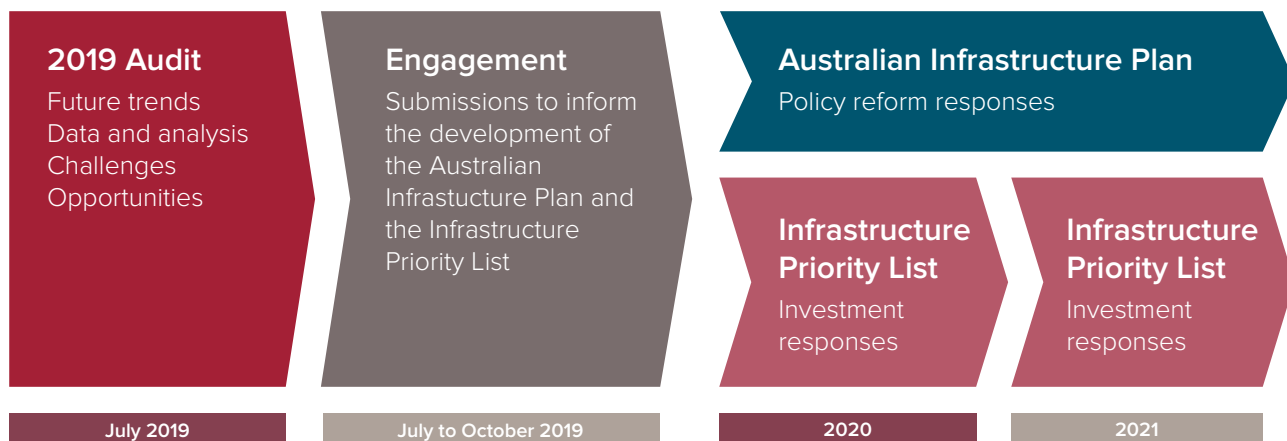 2019 Audit
Future trends
Data and analysis
Challenges
Opportunities
Engagement
Submissions to inform
the development of
the Australian
Infrastucture Plan and
the Infrastructure
Priority List
Australian Infrastructure Plan
Policy reform responses
Infrastructure
Priority List
Investment
responses
Infrastructure
Priority List
Investment
responses
July 2019
July to October 2019
2020
2021